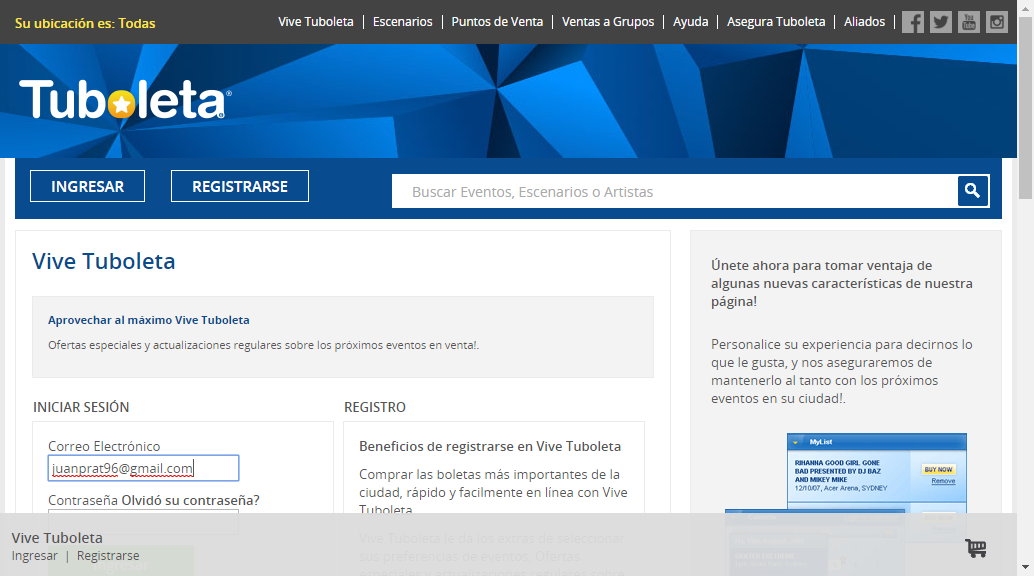 Su ubicación es: Todas
Vive Tuboleta | Escenarios | Puntos de Venta | Ventas a Grupos | Ayuda | Asegura Tuboleta | Aliados |
Tuboleta
INGRESAR
REGISTRARSE
Buscar Eventos, Escenarios o Artistas
Vive Tuboleta
Aprovechar al máximo Vive Tuboleta
Ofertas especiales y actualizaciones regulares sobre los próximos eventos en venta!.
INICIAR SESIÓN
Correo Electrónico
juanprat96@gmail.com
Contraseña Olvidó su contraseña?
REGISTRO
Beneficios de registrarse en Vive Tuboleta
Comprar las boletas más importantes de la
ciudad, rápido y facilmente en línea con Vive
Tuboleta
Vive Tuboleta le da los extras de seleccionar
sus preferencias de eventos. Ofertas
especiales y actualizaciones regulares
Únete ahora para tomar ventaja de
algunas nuevas características de nuestra
página!
Personalice su experiencia para decirnos lo
que le gusta, y nos aseguraremos de
mantenerlo al tanto con los próximos
eventos en su ciudad!.
MyList
RIHANNA GOOD GIRL GONE
BAD PRESENTED BY DJ BAZ
AND MIKEY MIKE
12/10/07, Acer Arena, SYDNEY
BUY NOW
Remove
Vive Tuboleta
Ingresar | Registrarse